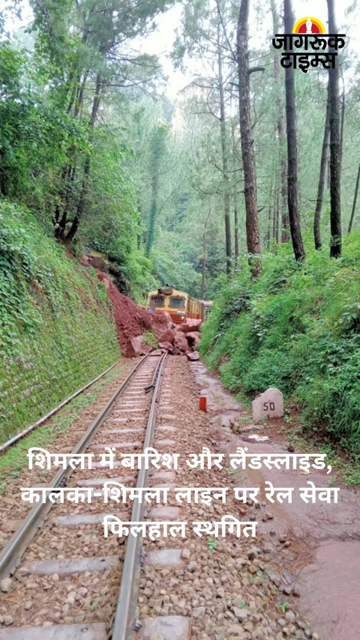 जागरूक
टाइम्स
50
शिमला में बारिश और लैंडस्लाइड,
कालका-शिमला लाइन पर रेल सेवा
फिलहाल स्थगित